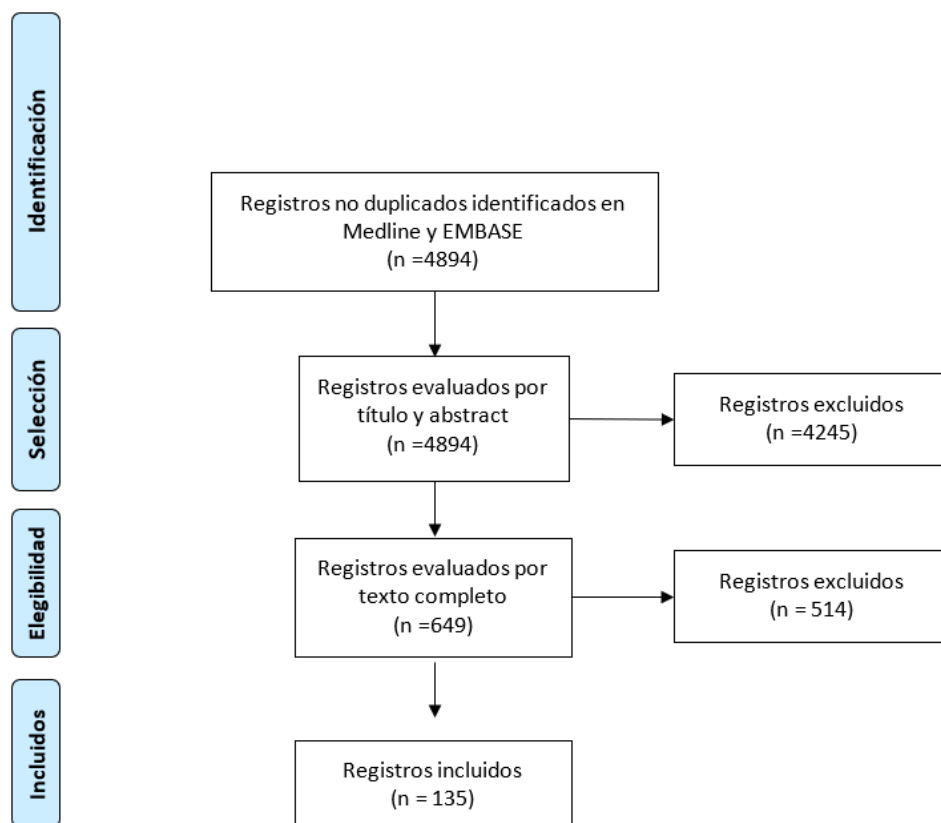 Identificación
Registros no duplicados identificados en
Medline y EMBASE
(n =4894)
Selección
Registros evaluados por
título y abstract
(n =4894)
Registros excluidos
(n =4245)
Elegibilidad
Registros evaluados por
texto completo
(n =649)
Registros excluidos
(n = 514)
Incluidos
Registros incluidos
(n = 135)